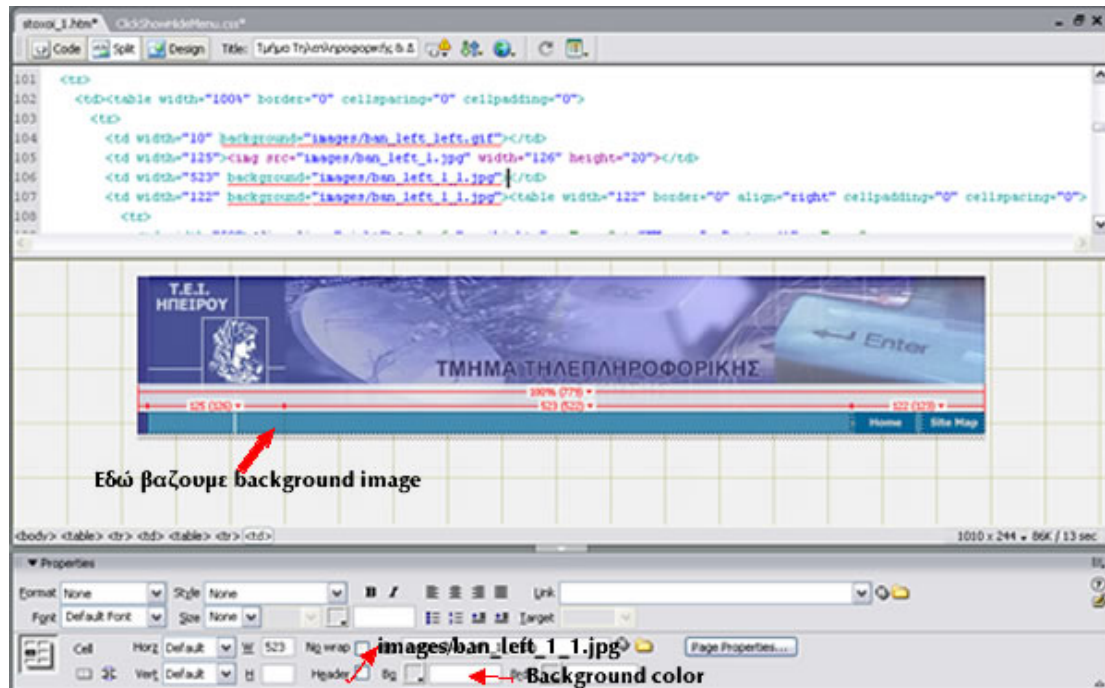 stoxoi_1.htm* ClickShowHideMenu.css*
Code Split Design Title: Τμήμα Τηλεπληροφορικής & Δ
101 <tr>
102 <td><table width="100%" border="0" cellspacing="0" cellpadding="0">
103 <tr>
104 <td width="10" background="images/ban_left_left.gif"></td>
105 <td width="125"><img src="images/ban_left_1.jpg" width="126" height="20"></td>
106 <td width="523" background="images/ban_left_1_1.jpg"></td>
107 <td width="122" background="images/ban_left_1_1.jpg"><table width="122" border="0" align="right" cellpadding="0" cellspacing="0">
108 <tr>
Τ.Ε.Ι.
ΗΠΕΙΡΟΥ
Enter
ΤΜΗΜΑ ΤΗΛΕΠΛΗΡΟΦΟΡΙΚΗΣ
100% (779)
125 (126) 523 (522) 122 (123)
Home Site Map
Εδώ βαζουμε background image
<body> <table> <tr> <td> <table> <tr> <td> 1010 x 244 86K / 13 sec
Properties
Format None Style None B I Link
Font Default Font Size None Target
Cell Horz Default W 523 No wrap images/ban_left_1_1.jpg Page Properties...
Vert Default H Header Bg Background color